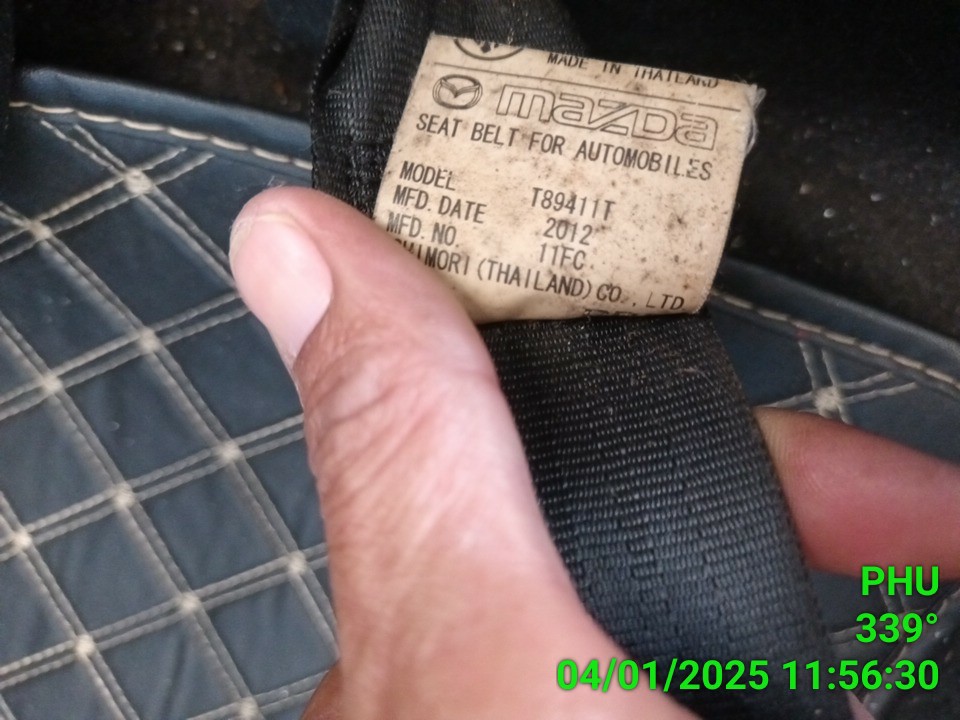 MADE IN THAILAND
mazda
SEAT BELT FOR AUTOMOBILES
MODEL T89411T
MFD. DATE 2012
MFD. NO. 11FC.
(THAILAND) CO., LTD
PHU
339°
04/01/2025 11:56:30